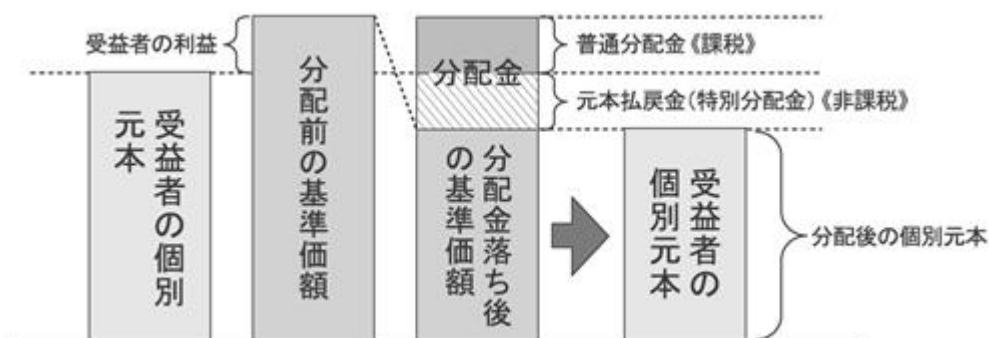 受益者の利益
普通分配金《課税》
分配金
元本払戻金(特別分配金)《非課税》
受益者の個別
元本
分配前の基準価額
分配金落ち後
の基準価額
受益者の
個別元本
分配後の個別元本